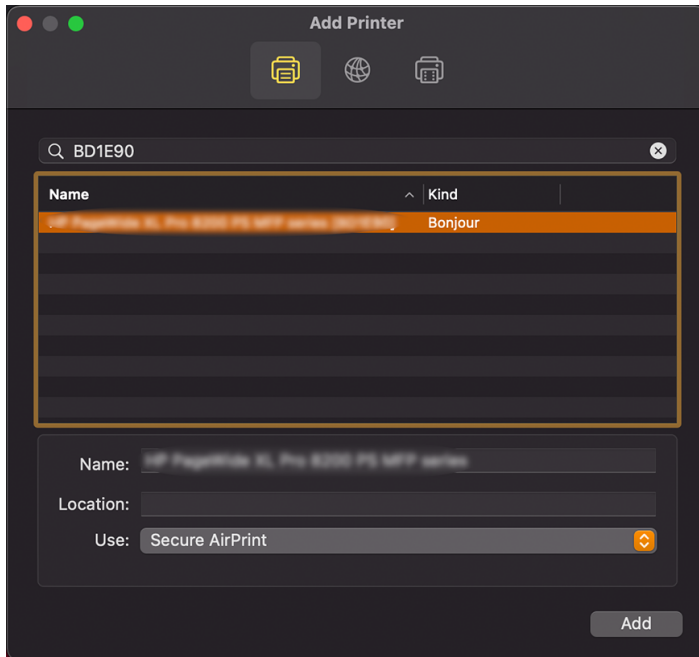 Add Printer
BD1E90
Name Kind
Bonjour
Name:
Location:
Use: Secure AirPrint
Add